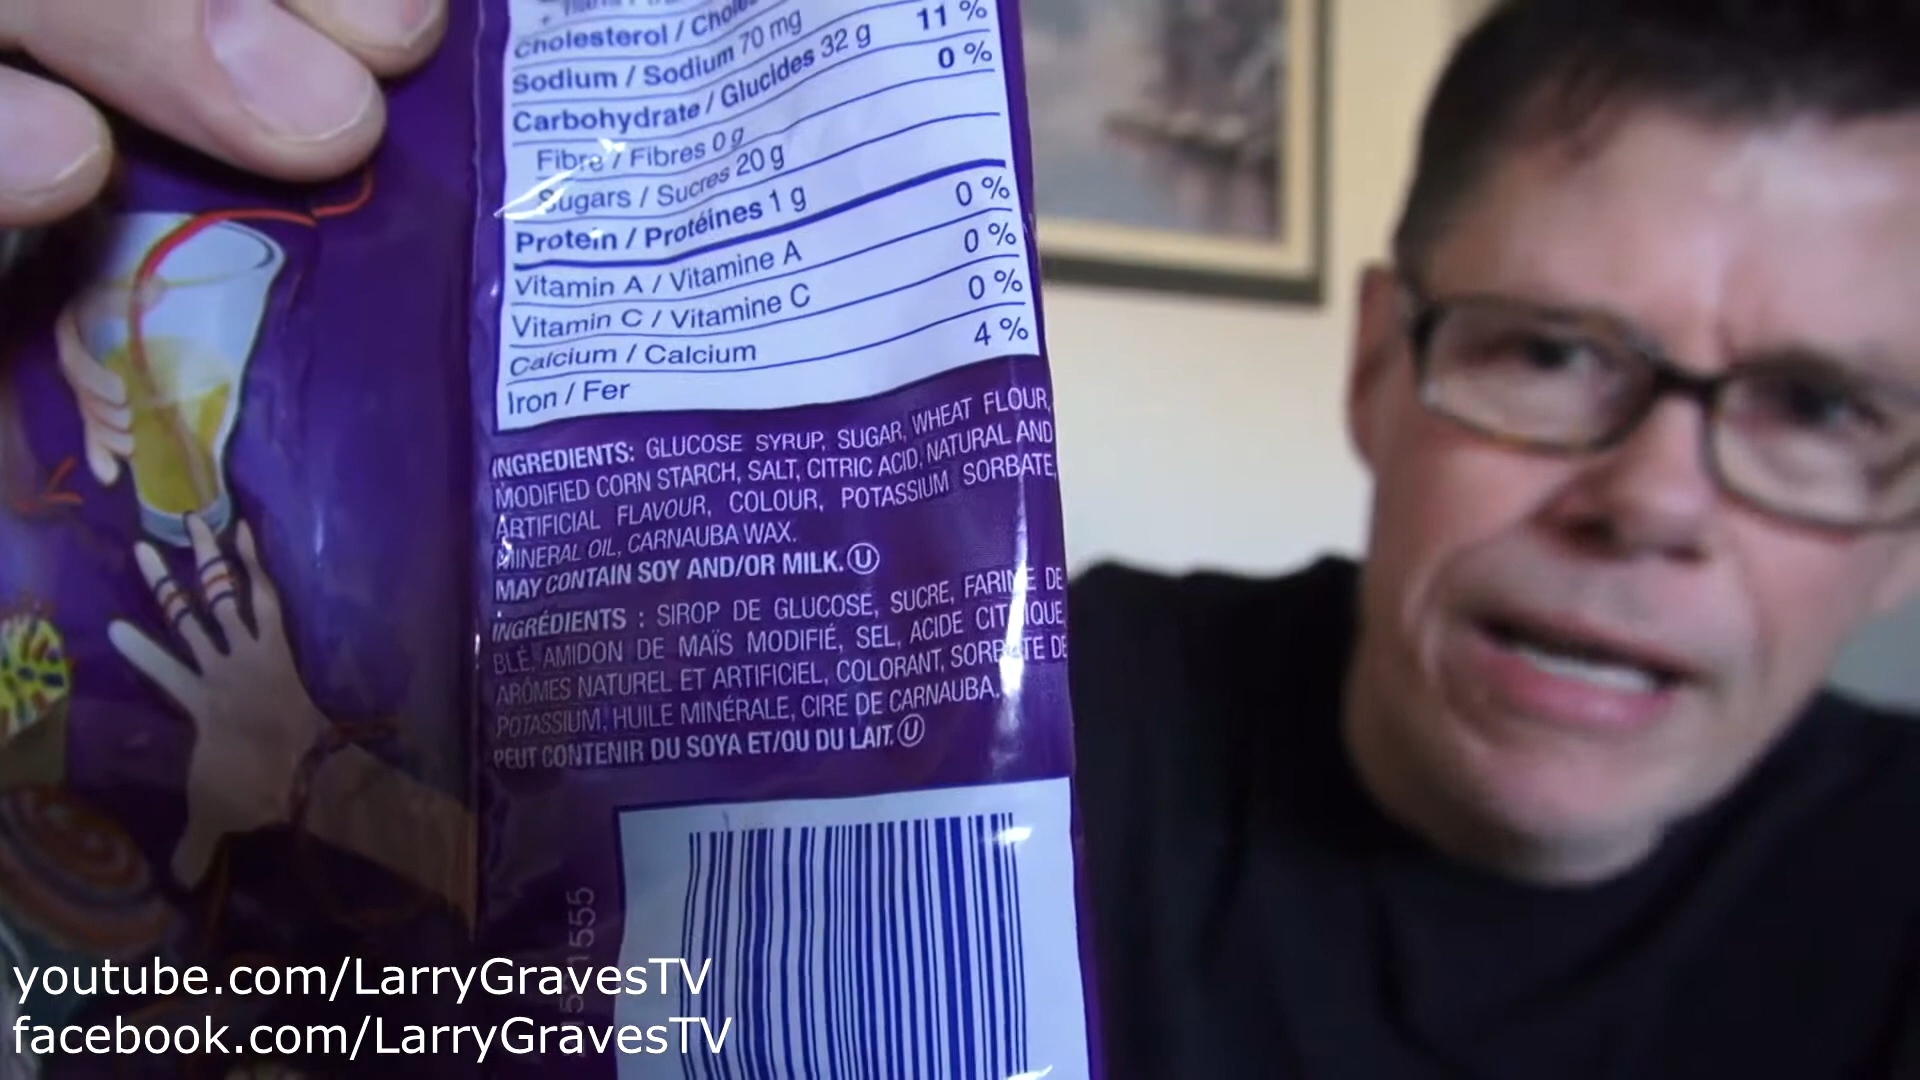 Cholesterol / Chole
Sodium / Sodium 70 mg
Carbohydrate / Glucides 32 g 11 %
Fibre / Fibres 0 g 0 %
Sugars / Sucres 20 g
Protein / Protéines 1 g
Vitamin A / Vitamine A 0 %
Vitamin C / Vitamine C 0 %
Calcium / Calcium 0 %
Iron / Fer 4 %
INGREDIENTS: GLUCOSE SYRUP, SUGAR, WHEAT FLOUR,
MODIFIED CORN STARCH, SALT, CITRIC ACID, NATURAL AND
ARTIFICIAL FLAVOUR, COLOUR, POTASSIUM SORBATE,
MINERAL OIL, CARNAUBA WAX.
MAY CONTAIN SOY AND/OR MILK. U
INGRÉDIENTS : SIROP DE GLUCOSE, SUCRE, FARINE DE
BLÉ, AMIDON DE MAÏS MODIFIÉ, SEL, ACIDE CITRIQUE,
ARÔMES NATUREL ET ARTIFICIEL, COLORANT, SORBATE DE
POTASSIUM, HUILE MINÉRALE, CIRE DE CARNAUBA.
PEUT CONTENIR DU SOYA ET/OU DU LAIT. U
youtube.com/LarryGravesTV
facebook.com/LarryGravesTV